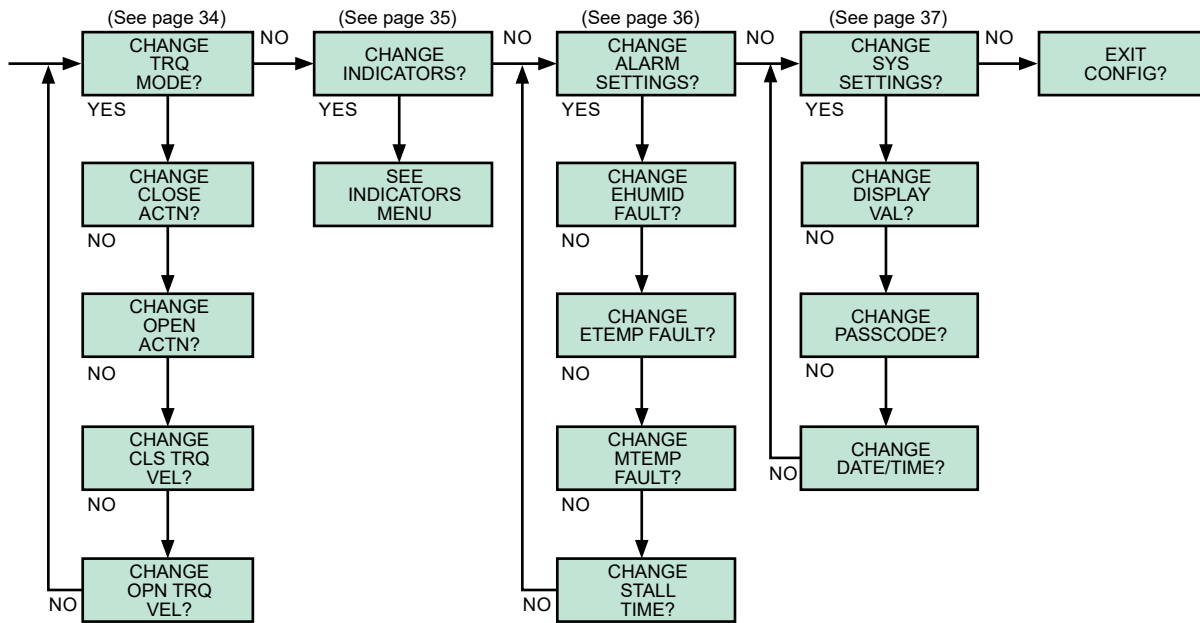 (See page 34)
CHANGE
TRQ
MODE?
NO
YES
CHANGE
CLOSE
ACTN?
NO
CHANGE
OPEN
ACTN?
NO
CHANGE
CLS TRQ
VEL?
NO
CHANGE
OPN TRQ
VEL?
NO
(See page 35)
CHANGE
INDICATORS?
NO
YES
SEE
INDICATORS
MENU
(See page 36)
CHANGE
ALARM
SETTINGS?
NO
YES
CHANGE
EHUMID
FAULT?
NO
CHANGE
ETEMP FAULT?
NO
CHANGE
MTEMP
FAULT?
NO
CHANGE
STALL
TIME?
NO
(See page 37)
CHANGE
SYS
SETTINGS?
NO
YES
CHANGE
DISPLAY
VAL?
NO
CHANGE
PASSCODE?
NO
CHANGE
DATE/TIME?
NO
EXIT
CONFIG?